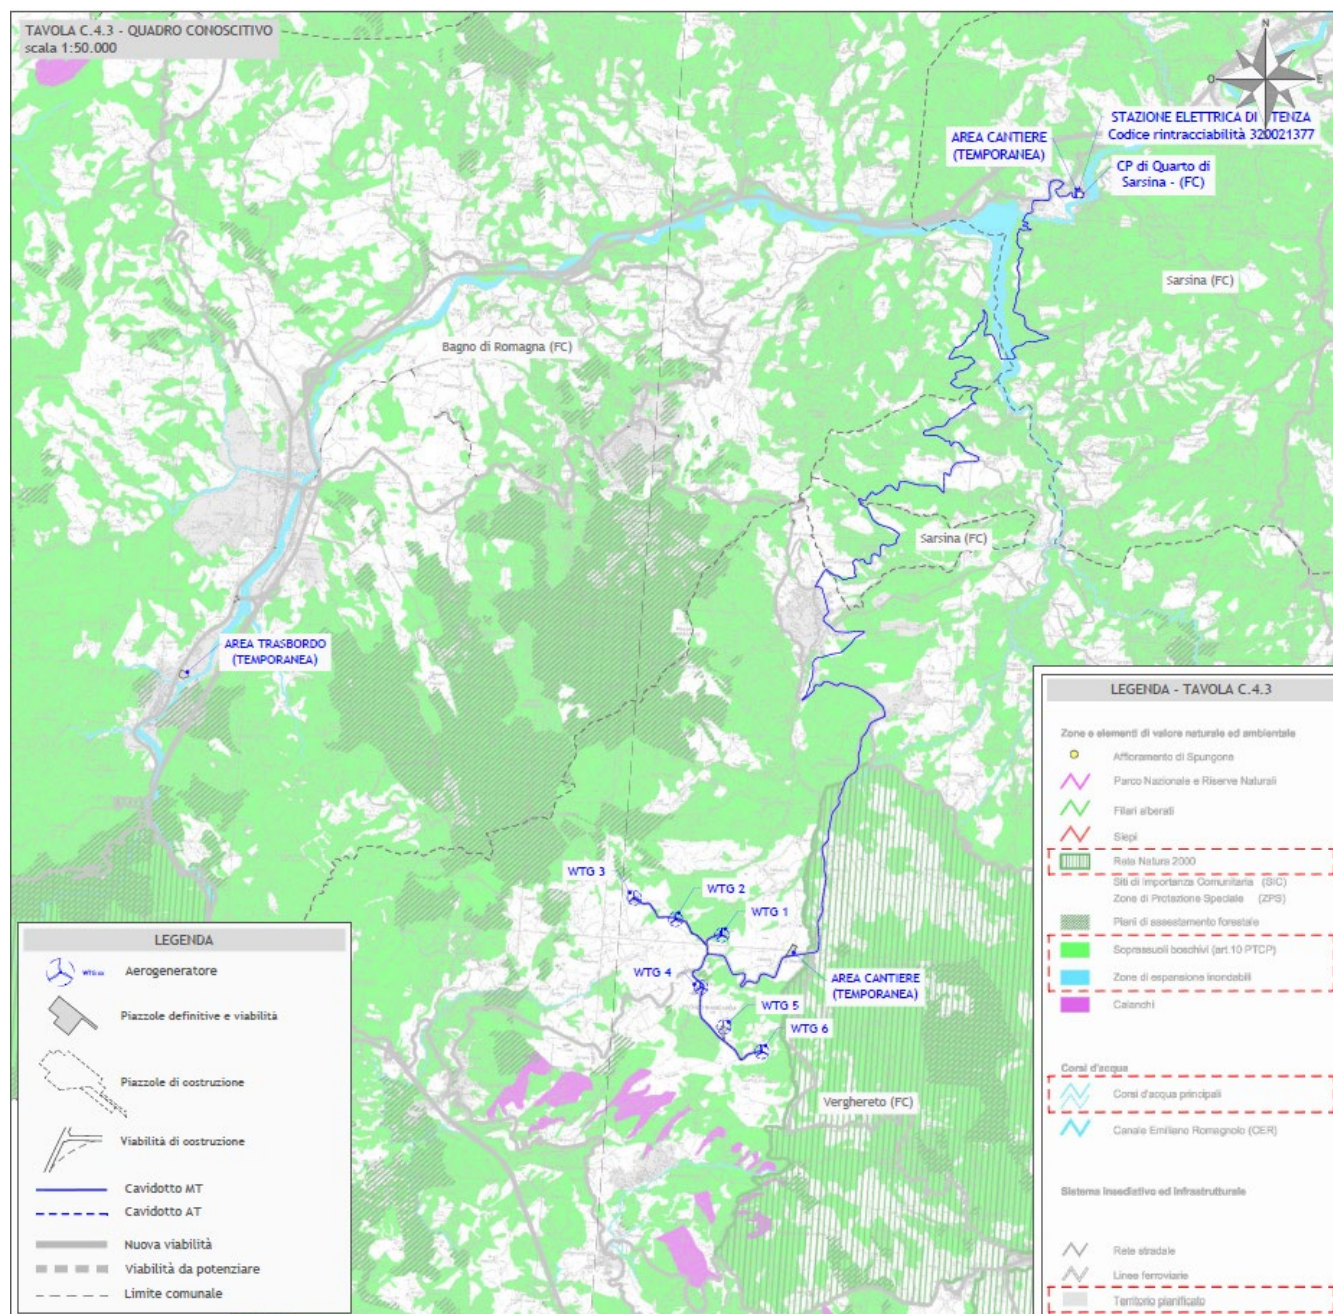 TAVOLA C.4.3 - QUADRO CONOSCITIVO
scala 1:50.000
N
O
E
STAZIONE ELETTRICA DI UTENZA
Codice rintracciabilità 320021377
AREA CANTIERE
(TEMPORANEA)
CP di Quarto di
Sarsina - (FC)
Sarsina (FC)
Bagno di Romagna (FC)
Sarsina (FC)
AREA TRASBORDO
(TEMPORANEA)
WTG 3
WTG 2
WTG 1
WTG 4
AREA CANTIERE
(TEMPORANEA)
WTG 5
WTG 6
Verghereto (FC)
LEGENDA
Aerogeneratore
Piazzole definitive e viabilità
Piazzole di costruzione
Viabilità di costruzione
Cavidotto MT
Cavidotto AT
Nuova viabilità
Viabilità da potenziare
Limite comunale
LEGENDA - TAVOLA C.4.3
Zone e elementi di valore naturale ed ambientale
Affioramento di Spungone
Parco Nazionale e Riserve Naturali
Filari alberati
Siepi
Rete Natura 2000
Siti di Importanza Comunitaria (SIC)
Zone di Protezione Speciale (ZPS)
Piani di assestamento forestale
Soprassuoli boschivi (art.10 PTCP)
Zone di espansione inondabili
Calanchi
Corsi d'acqua
Corsi d'acqua principali
Canale Emiliano Romagnolo (CER)
Sistema insediativo ed infrastrutturale
Rete stradale
Linee ferroviarie
Territorio pianificato